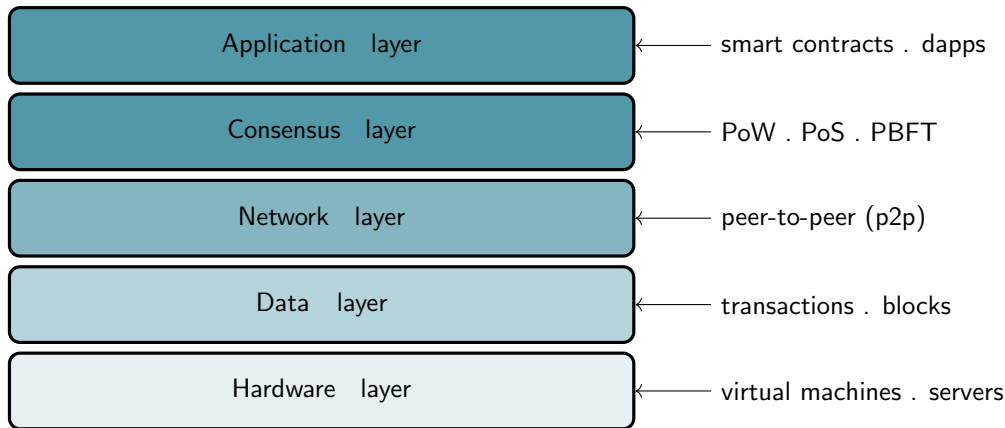 Application layer smart contracts . dapps
Consensus layer PoW . PoS . PBFT
Network layer peer-to-peer (p2p)
Data layer transactions . blocks
Hardware layer virtual machines . servers